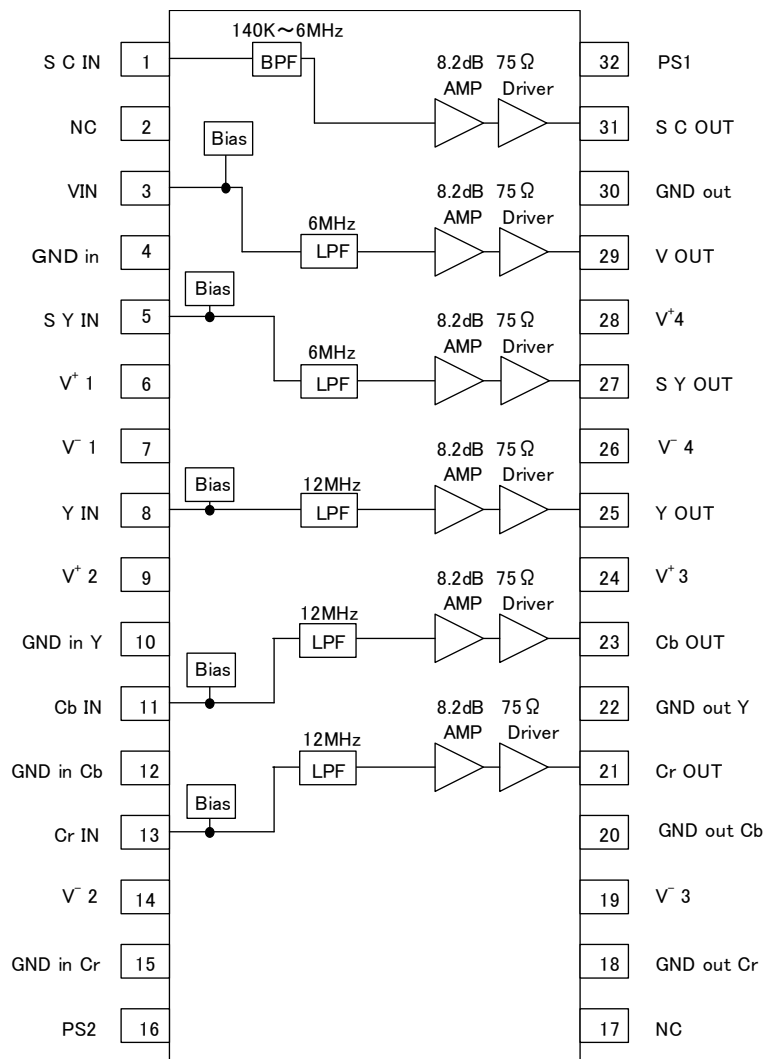 140K～6MHz
S C IN 1 BPF 8.2dB 75Ω 32 PS1
AMP Driver
NC 2 31 S C OUT
Bias
VIN 3 8.2dB 75Ω 30 GND out
6MHz AMP Driver
GND in 4 LPF 29 V OUT
Bias
S Y IN 5 8.2dB 75Ω 28 V⁺4
6MHz AMP Driver
V⁺ 1 6 LPF 27 S Y OUT
V⁻ 1 7 8.2dB 75Ω 26 V⁻ 4
Bias 12MHz AMP Driver
Y IN 8 LPF 25 Y OUT
V⁺ 2 9 8.2dB 75Ω 24 V⁺3
12MHz AMP Driver
GND in Y 10 LPF 23 Cb OUT
Bias
Cb IN 11 8.2dB 75Ω 22 GND out Y
12MHz AMP Driver
GND in Cb 12 LPF 21 Cr OUT
Bias
Cr IN 13 20 GND out Cb
V⁻ 2 14 19 V⁻ 3
GND in Cr 15 18 GND out Cr
PS2 16 17 NC